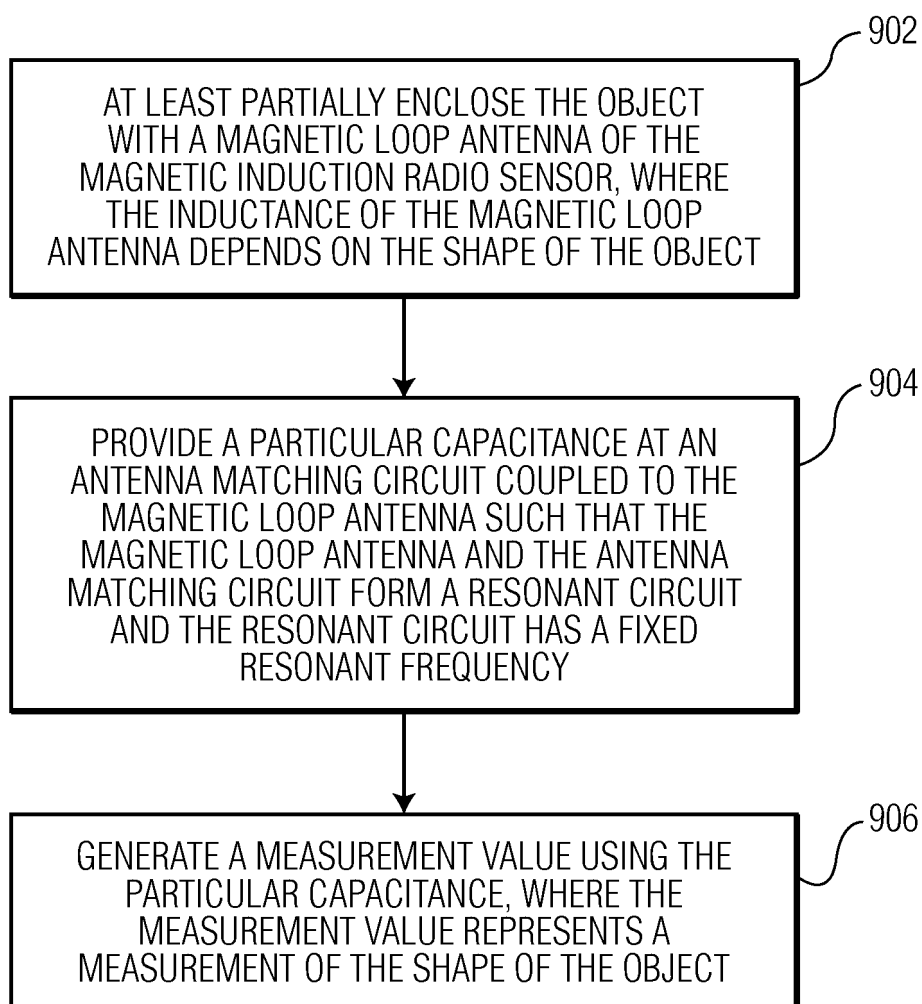 902
AT LEAST PARTIALLY ENCLOSE THE OBJECT
WITH A MAGNETIC LOOP ANTENNA OF THE
MAGNETIC INDUCTION RADIO SENSOR, WHERE
THE INDUCTANCE OF THE MAGNETIC LOOP
ANTENNA DEPENDS ON THE SHAPE OF THE OBJECT
904
PROVIDE A PARTICULAR CAPACITANCE AT AN
ANTENNA MATCHING CIRCUIT COUPLED TO THE
MAGNETIC LOOP ANTENNA SUCH THAT THE
MAGNETIC LOOP ANTENNA AND THE ANTENNA
MATCHING CIRCUIT FORM A RESONANT CIRCUIT
AND THE RESONANT CIRCUIT HAS A FIXED
RESONANT FREQUENCY
906
GENERATE A MEASUREMENT VALUE USING THE
PARTICULAR CAPACITANCE, WHERE THE
MEASUREMENT VALUE REPRESENTS A
MEASUREMENT OF THE SHAPE OF THE OBJECT